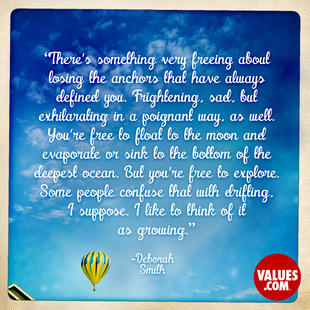 “There's something very freeing about
losing the anchors that have always
defined you. Frightening, sad, but
exhilarating in a poignant way, as well.
You're free to float to the moon and
evaporate or sink to the bottom of the
deepest ocean. But you're free to explore.
Some people confuse that with drifting,
I suppose. I like to think of it
as growing.”
-Deborah
Smith
VALUES
.COM®